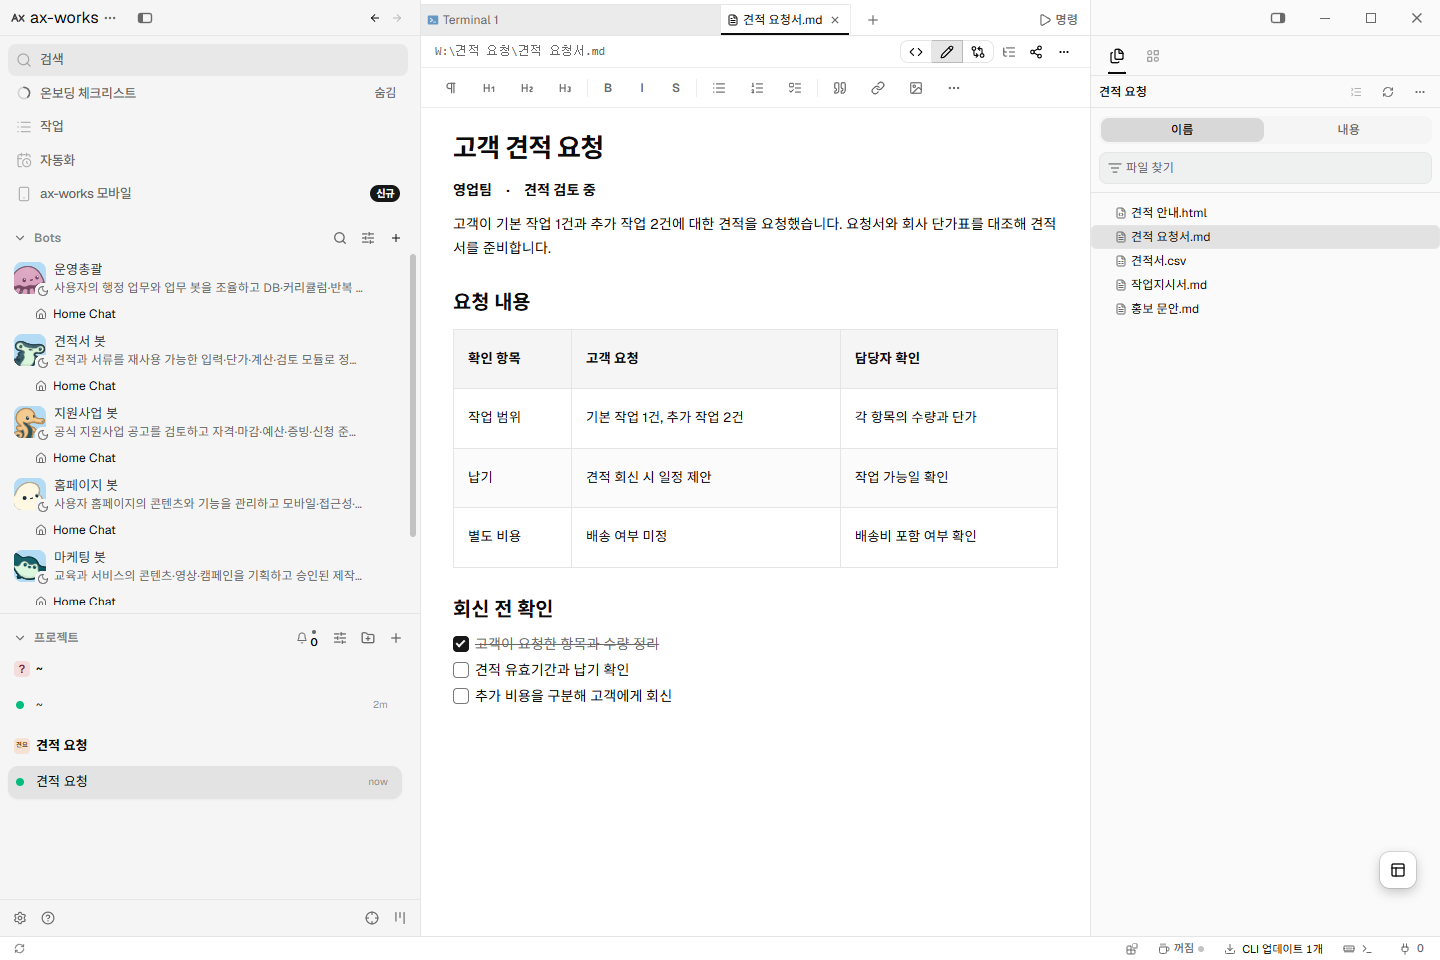 Ax ax-works
검색
온보딩 체크리스트 숨김
작업
자동화
ax-works 모바일 신규
Bots
운영총괄
사용자의 행정 업무와 업무 봇을 조율하고 DB·커리큘럼·반복 ...
Home Chat
견적서 봇
견적과 서류를 재사용 가능한 입력·단가·계산·검토 모듈로 정...
Home Chat
지원사업 봇
공식 지원사업 공고를 검토하고 자격·마감·예산·증빙·신청 준...
Home Chat
홈페이지 봇
사용자 홈페이지의 콘텐츠와 기능을 관리하고 모바일·접근성·...
Home Chat
마케팅 봇
교육과 서비스의 콘텐츠·영상·캠페인을 기획하고 승인된 제작...
Home Chat
프로젝트 0
? ~
~ 2m
견요 견적 요청
견적 요청 now
Terminal 1
견적 요청서.md
명령
W:\견적 요청\견적 요청서.md
H1 H2 H3 B I S
고객 견적 요청
영업팀 · 견적 검토 중
고객이 기본 작업 1건과 추가 작업 2건에 대한 견적을 요청했습니다. 요청서와 회사 단가표를 대조해 견적
서를 준비합니다.
요청 내용
확인 항목 고객 요청 담당자 확인
작업 범위 기본 작업 1건, 추가 작업 2건 각 항목의 수량과 단가
납기 견적 회신 시 일정 제안 작업 가능일 확인
별도 비용 배송 여부 미정 배송비 포함 여부 확인
회신 전 확인
고객이 요청한 항목과 수량 정리
견적 유효기간과 납기 확인
추가 비용을 구분해 고객에게 회신
견적 요청
이름 내용
파일 찾기
견적 안내.html
견적 요청서.md
견적서.csv
작업지시서.md
홍보 문안.md
꺼짐
CLI 업데이트 1개
0